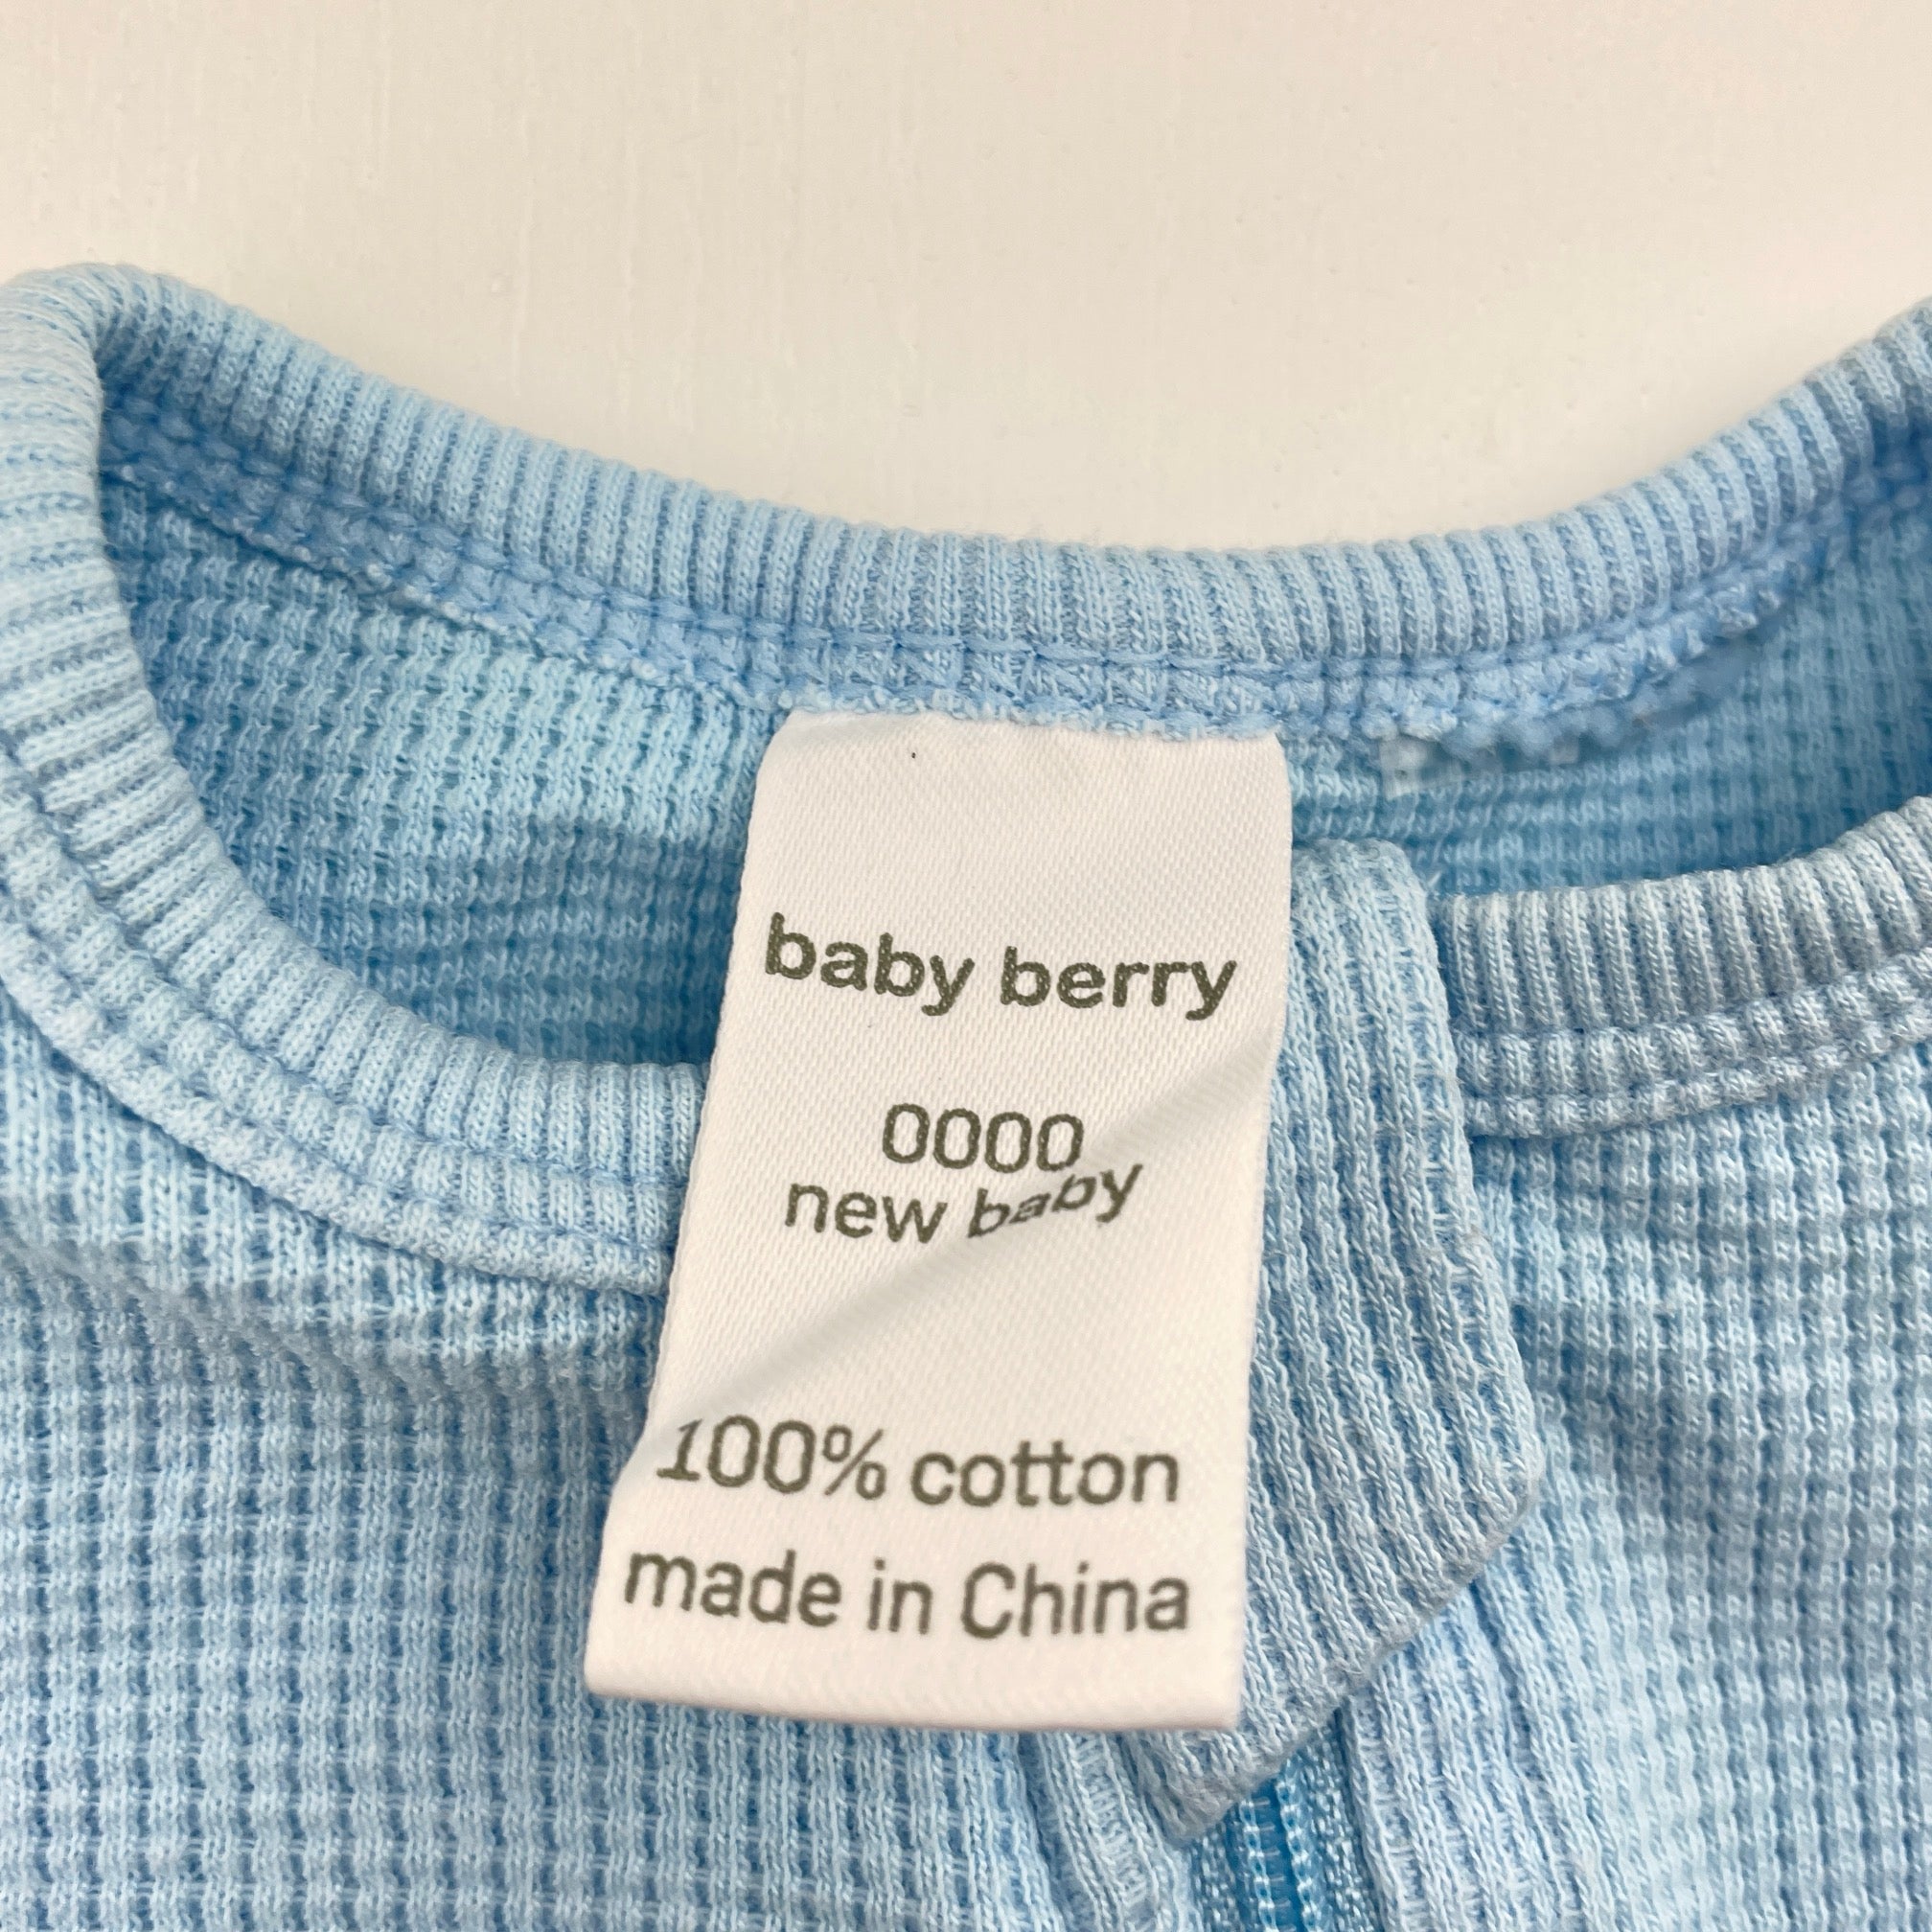 baby berry
0000
new baby
100% cotton
made in China